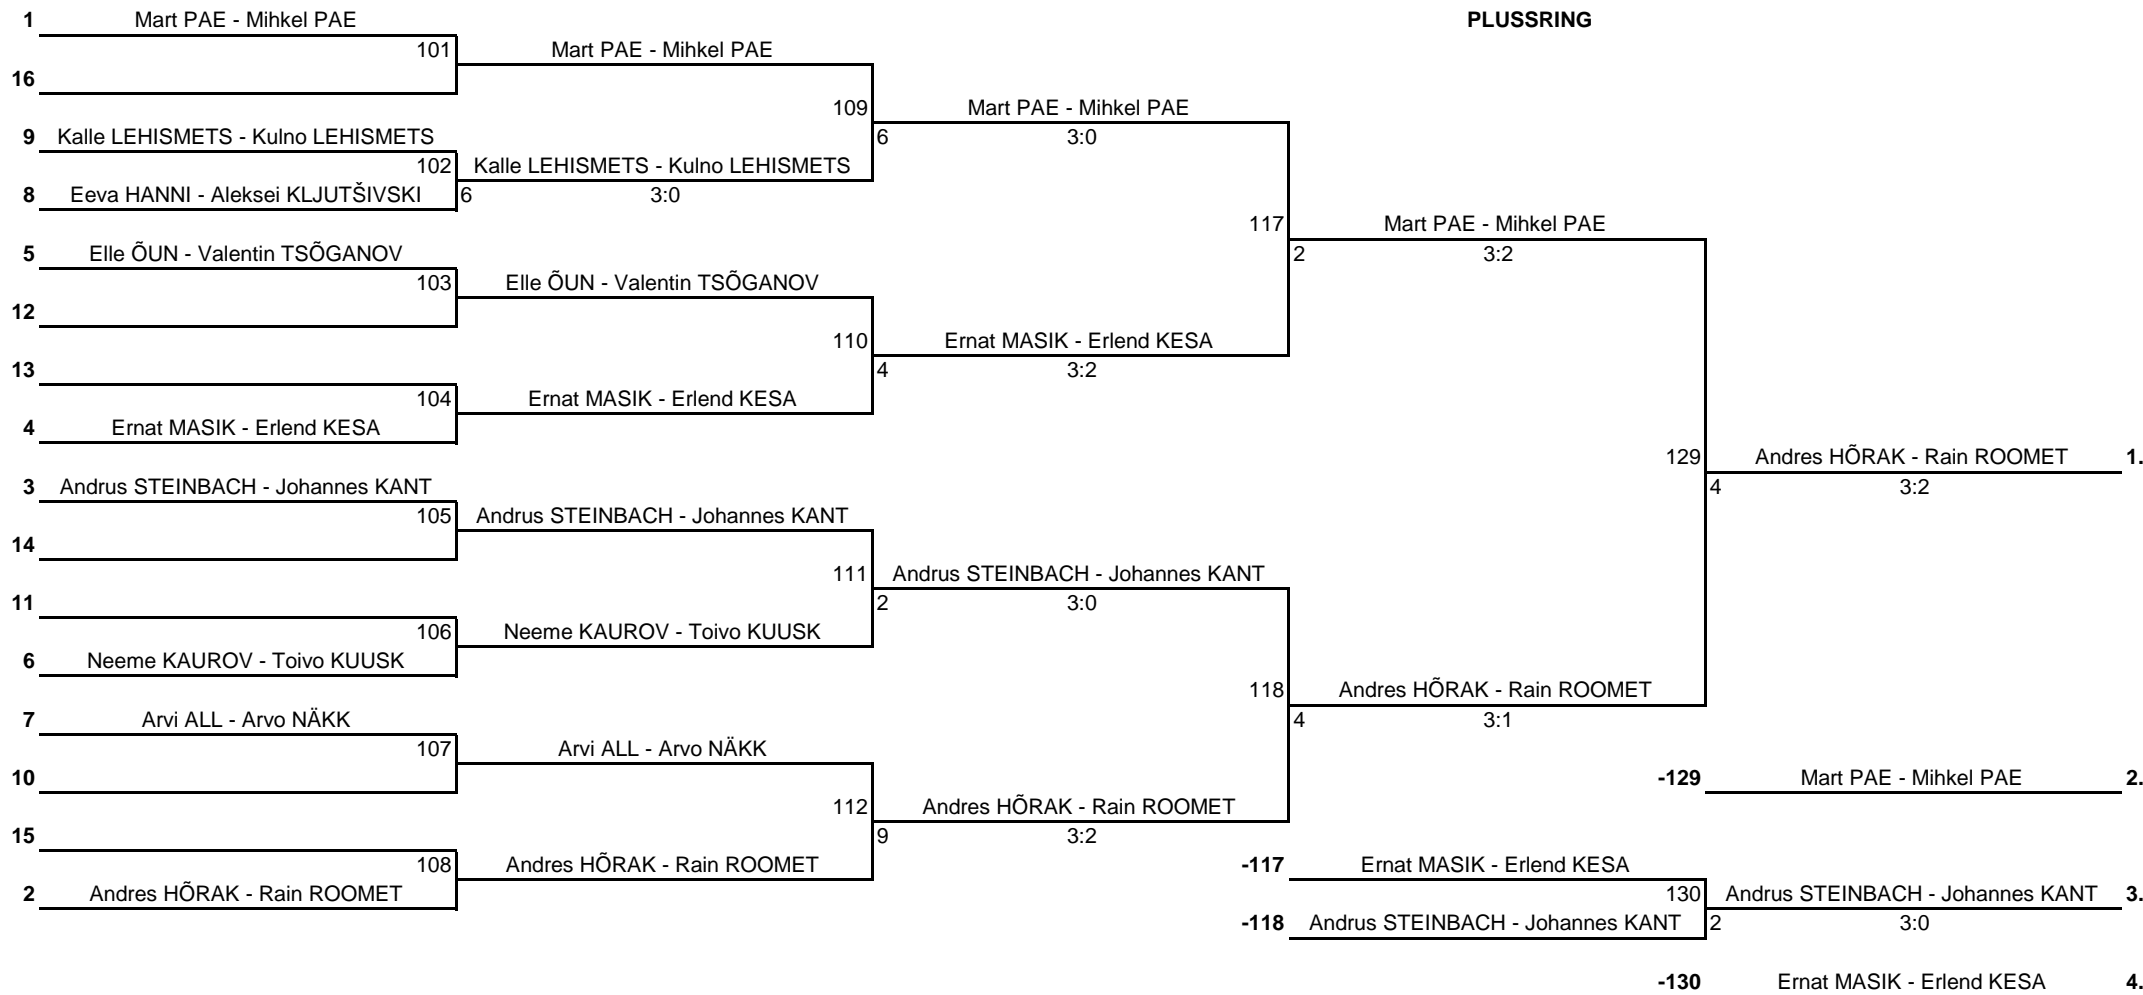 1 Mart PAE - Mihkel PAE PLUSSRING
101 Mart PAE - Mihkel PAE
16
109 Mart PAE - Mihkel PAE
9 Kalle LEHISMETS - Kulno LEHISMETS 6 3:0
102 Kalle LEHISMETS - Kulno LEHISMETS
8 Eeva HANNI - Aleksei KLJUTŠIVSKI 6 3:0
117 Mart PAE - Mihkel PAE
5 Elle ÕUN - Valentin TSÕGANOV 2 3:2
103 Elle ÕUN - Valentin TSÕGANOV
12
110 Ernat MASIK - Erlend KESA
13 4 3:2
104 Ernat MASIK - Erlend KESA
4 Ernat MASIK - Erlend KESA
129 Andres HÕRAK - Rain ROOMET 1.
3 Andrus STEINBACH - Johannes KANT 4 3:2
105 Andrus STEINBACH - Johannes KANT
14
111 Andrus STEINBACH - Johannes KANT
11 2 3:0
106 Neeme KAUROV - Toivo KUUSK
6 Neeme KAUROV - Toivo KUUSK
118 Andres HÕRAK - Rain ROOMET
7 Arvi ALL - Arvo NÄKK 4 3:1
107 Arvi ALL - Arvo NÄKK
10 -129 Mart PAE - Mihkel PAE 2.
112 Andres HÕRAK - Rain ROOMET
15 9 3:2
108 Andres HÕRAK - Rain ROOMET -117 Ernat MASIK - Erlend KESA
2 Andres HÕRAK - Rain ROOMET 130 Andrus STEINBACH - Johannes KANT 3.
-118 Andrus STEINBACH - Johannes KANT 2 3:0
-130 Ernat MASIK - Erlend KESA 4.